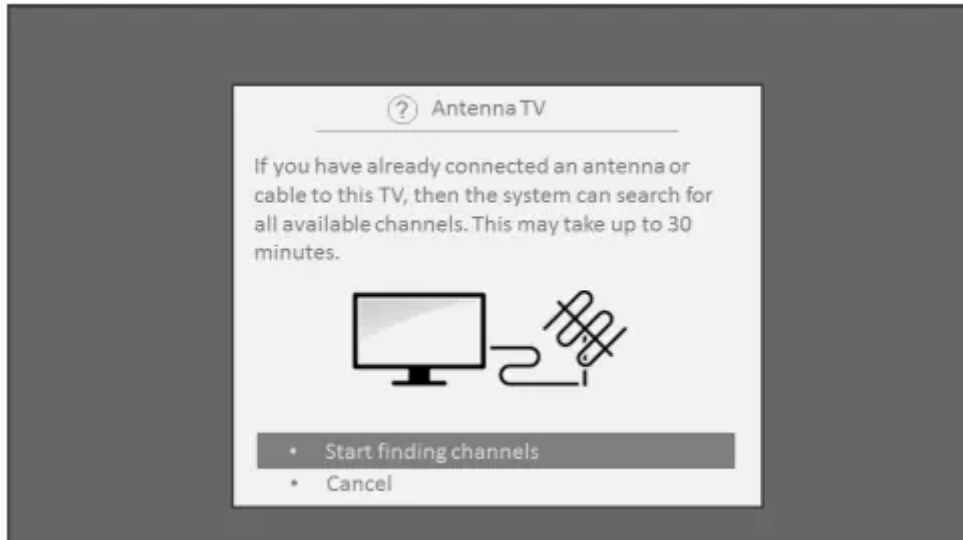 ? Antenna TV
If you have already connected an antenna or
cable to this TV, then the system can search for
all available channels. This may take up to 30
minutes.
• Start finding channels
• Cancel